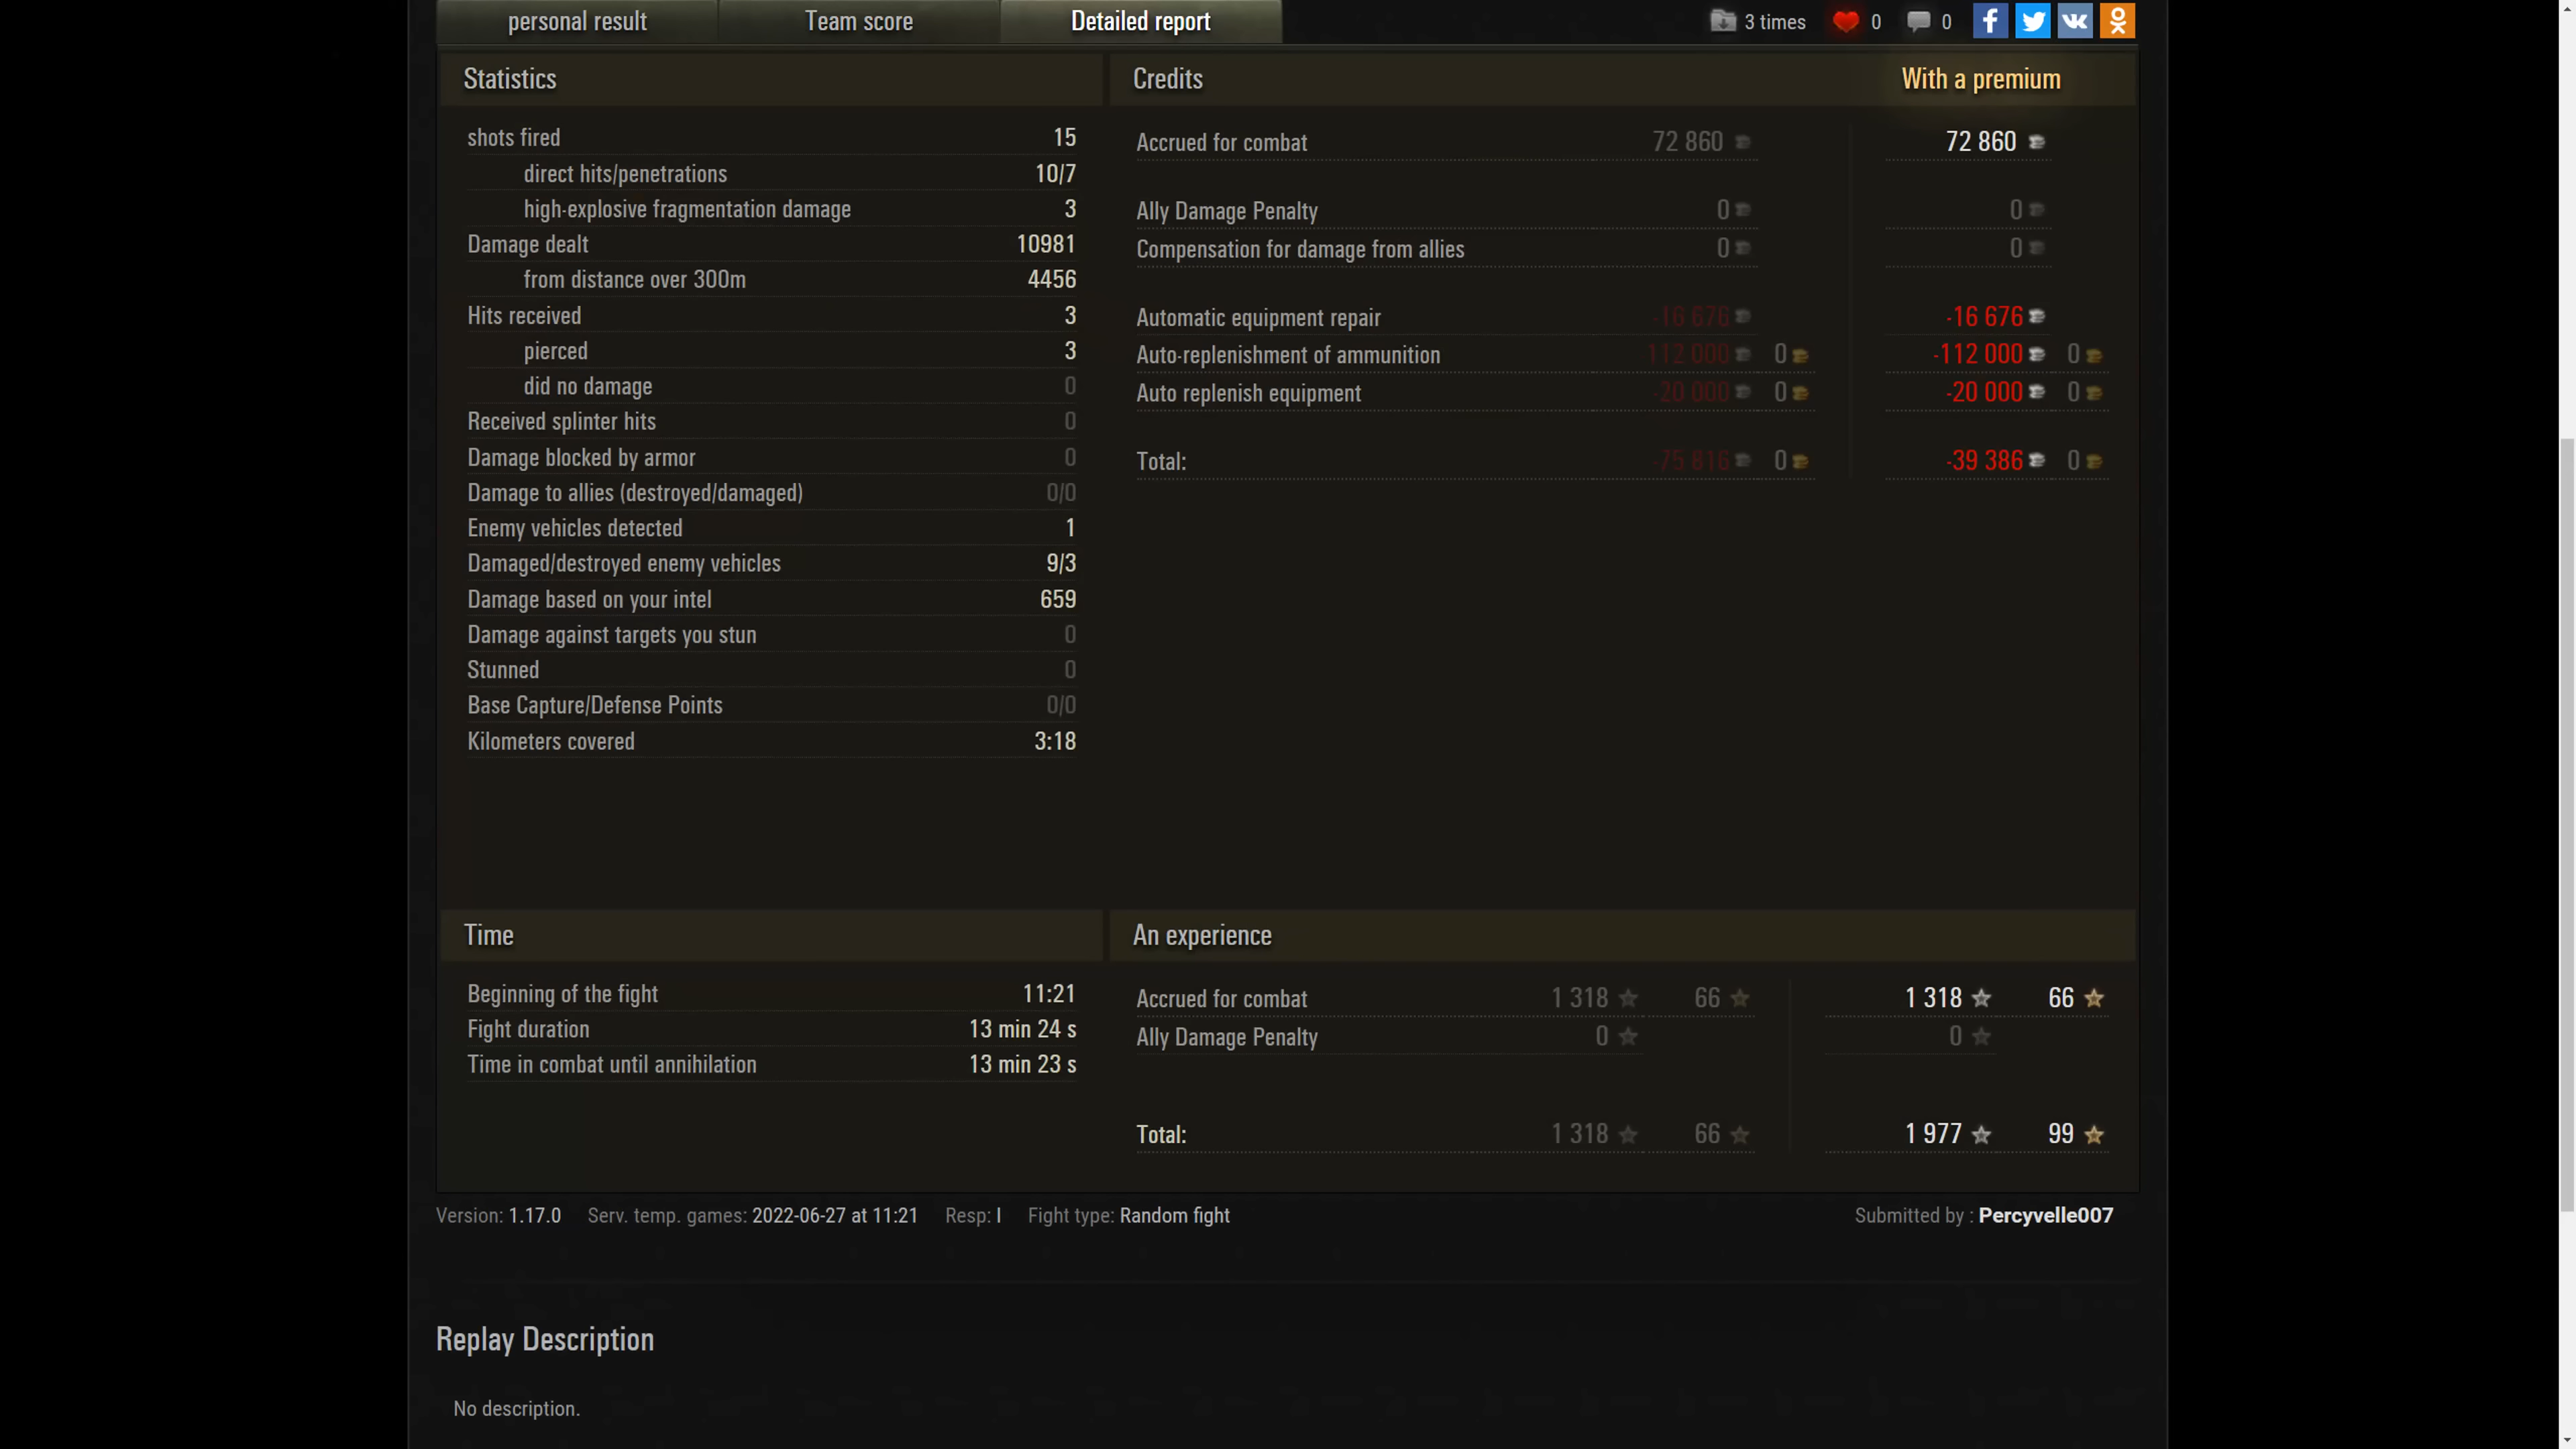 personal result Team score Detailed report 3 times 0 0
Statistics
shots fired 15
direct hits/penetrations 10/7
high-explosive fragmentation damage 3
Damage dealt 10981
from distance over 300m 4456
Hits received 3
pierced 3
did no damage 0
Received splinter hits 0
Damage blocked by armor 0
Damage to allies (destroyed/damaged) 0/0
Enemy vehicles detected 1
Damaged/destroyed enemy vehicles 9/3
Damage based on your intel 659
Damage against targets you stun 0
Stunned 0
Base Capture/Defense Points 0/0
Kilometers covered 3:18
Credits With a premium
Accrued for combat 72 860 72 860
Ally Damage Penalty 0 0
Compensation for damage from allies 0 0
Automatic equipment repair -16 676 -16 676
Auto-replenishment of ammunition 112 000 0 -112 000 0
Auto replenish equipment -20 000 0 -20 000 0
Total: -75 816 0 -39 386 0
Time
Beginning of the fight 11:21
Fight duration 13 min 24 s
Time in combat until annihilation 13 min 23 s
An experience
Accrued for combat 1 318 66 1 318 66
Ally Damage Penalty 0 0
Total: 1 318 66 1 977 99
Version: 1.17.0 Serv. temp. games: 2022-06-27 at 11:21 Resp: I Fight type: Random fight Submitted by : Percyvelle007
Replay Description
No description.